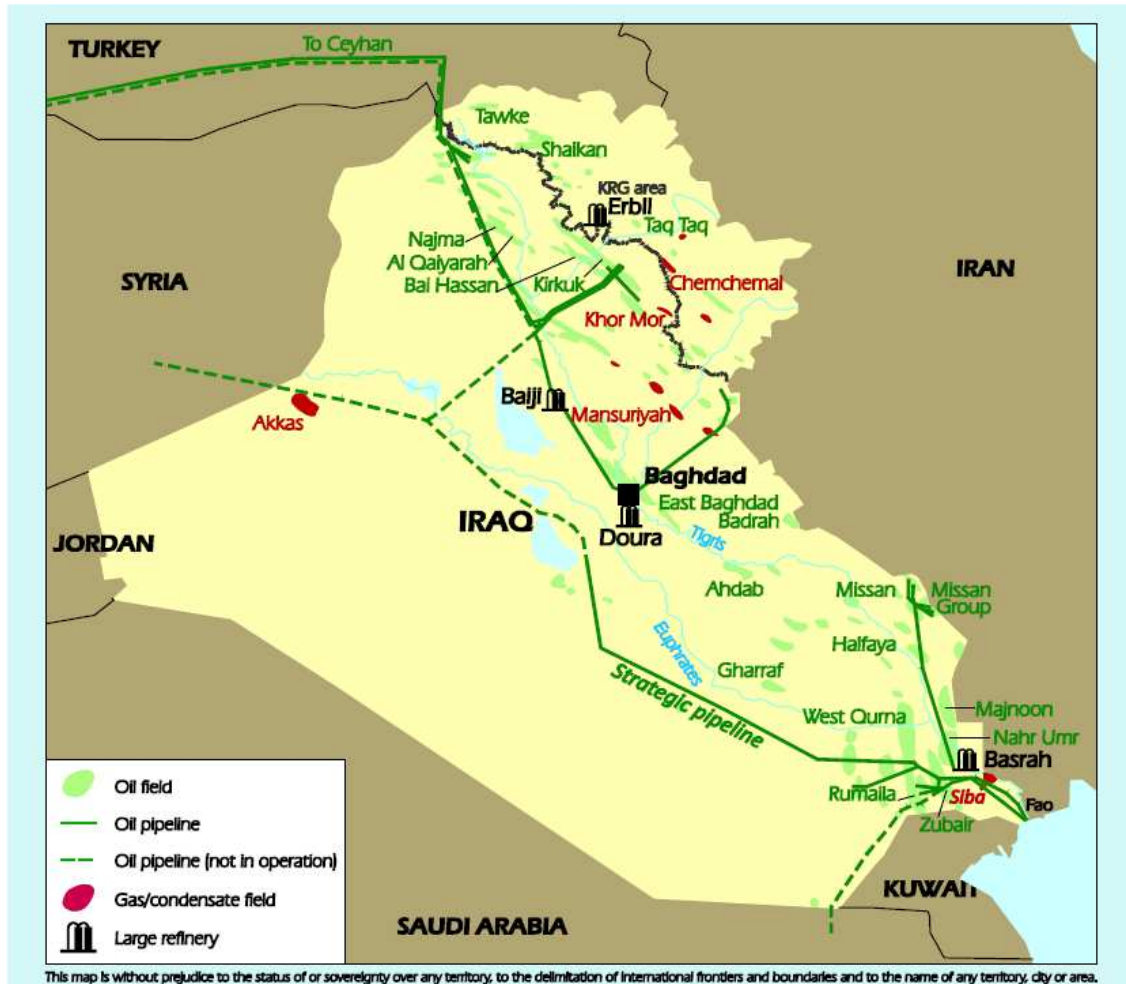 TURKEY
To Ceyhan
Tawke
Shaikan
KRG area
Erbil
Taq Taq
Najma
Al Qaiyarah
Bai Hassan
Kirkuk
Chemchemal
SYRIA
IRAN
Khor Mor
Baiji
Mansuriyah
Akkas
Baghdad
East Baghdad
Badrah
IRAQ
Doura
JORDAN
Tigris
Ahdab
Missan
Missan
Group
Euphrates
Halfaya
Gharraf
Strategic pipeline
West Qurna
Majnoon
Nahr Umr
Basrah
Rumaila
Siba
Fao
Zubair
KUWAIT
SAUDI ARABIA
Oil field
Oil pipeline
Oil pipeline (not in operation)
Gas/condensate field
Large refinery
This map is without prejudice to the status of or sovereignty over any territory, to the delimitation of international frontiers and boundaries and to the name of any territory, city or area.